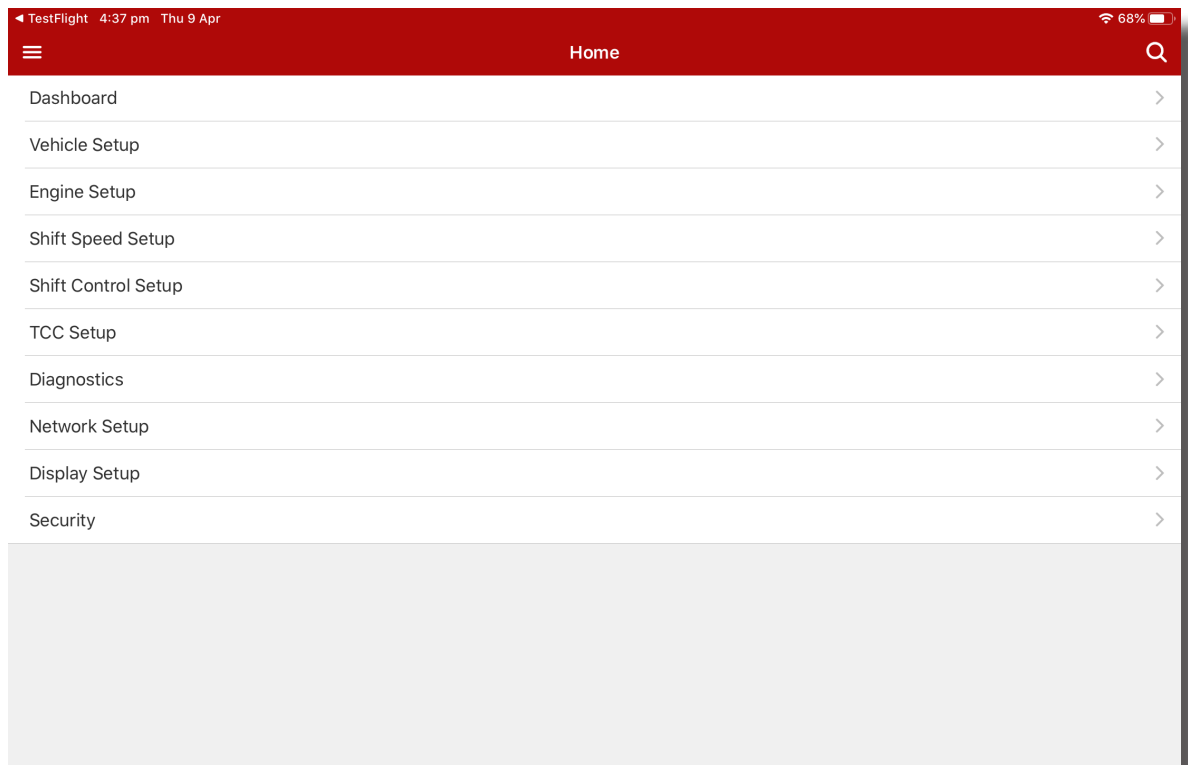 ◀ TestFlight 4:37 pm Thu 9 Apr 68%
Home
Dashboard
Vehicle Setup
Engine Setup
Shift Speed Setup
Shift Control Setup
TCC Setup
Diagnostics
Network Setup
Display Setup
Security